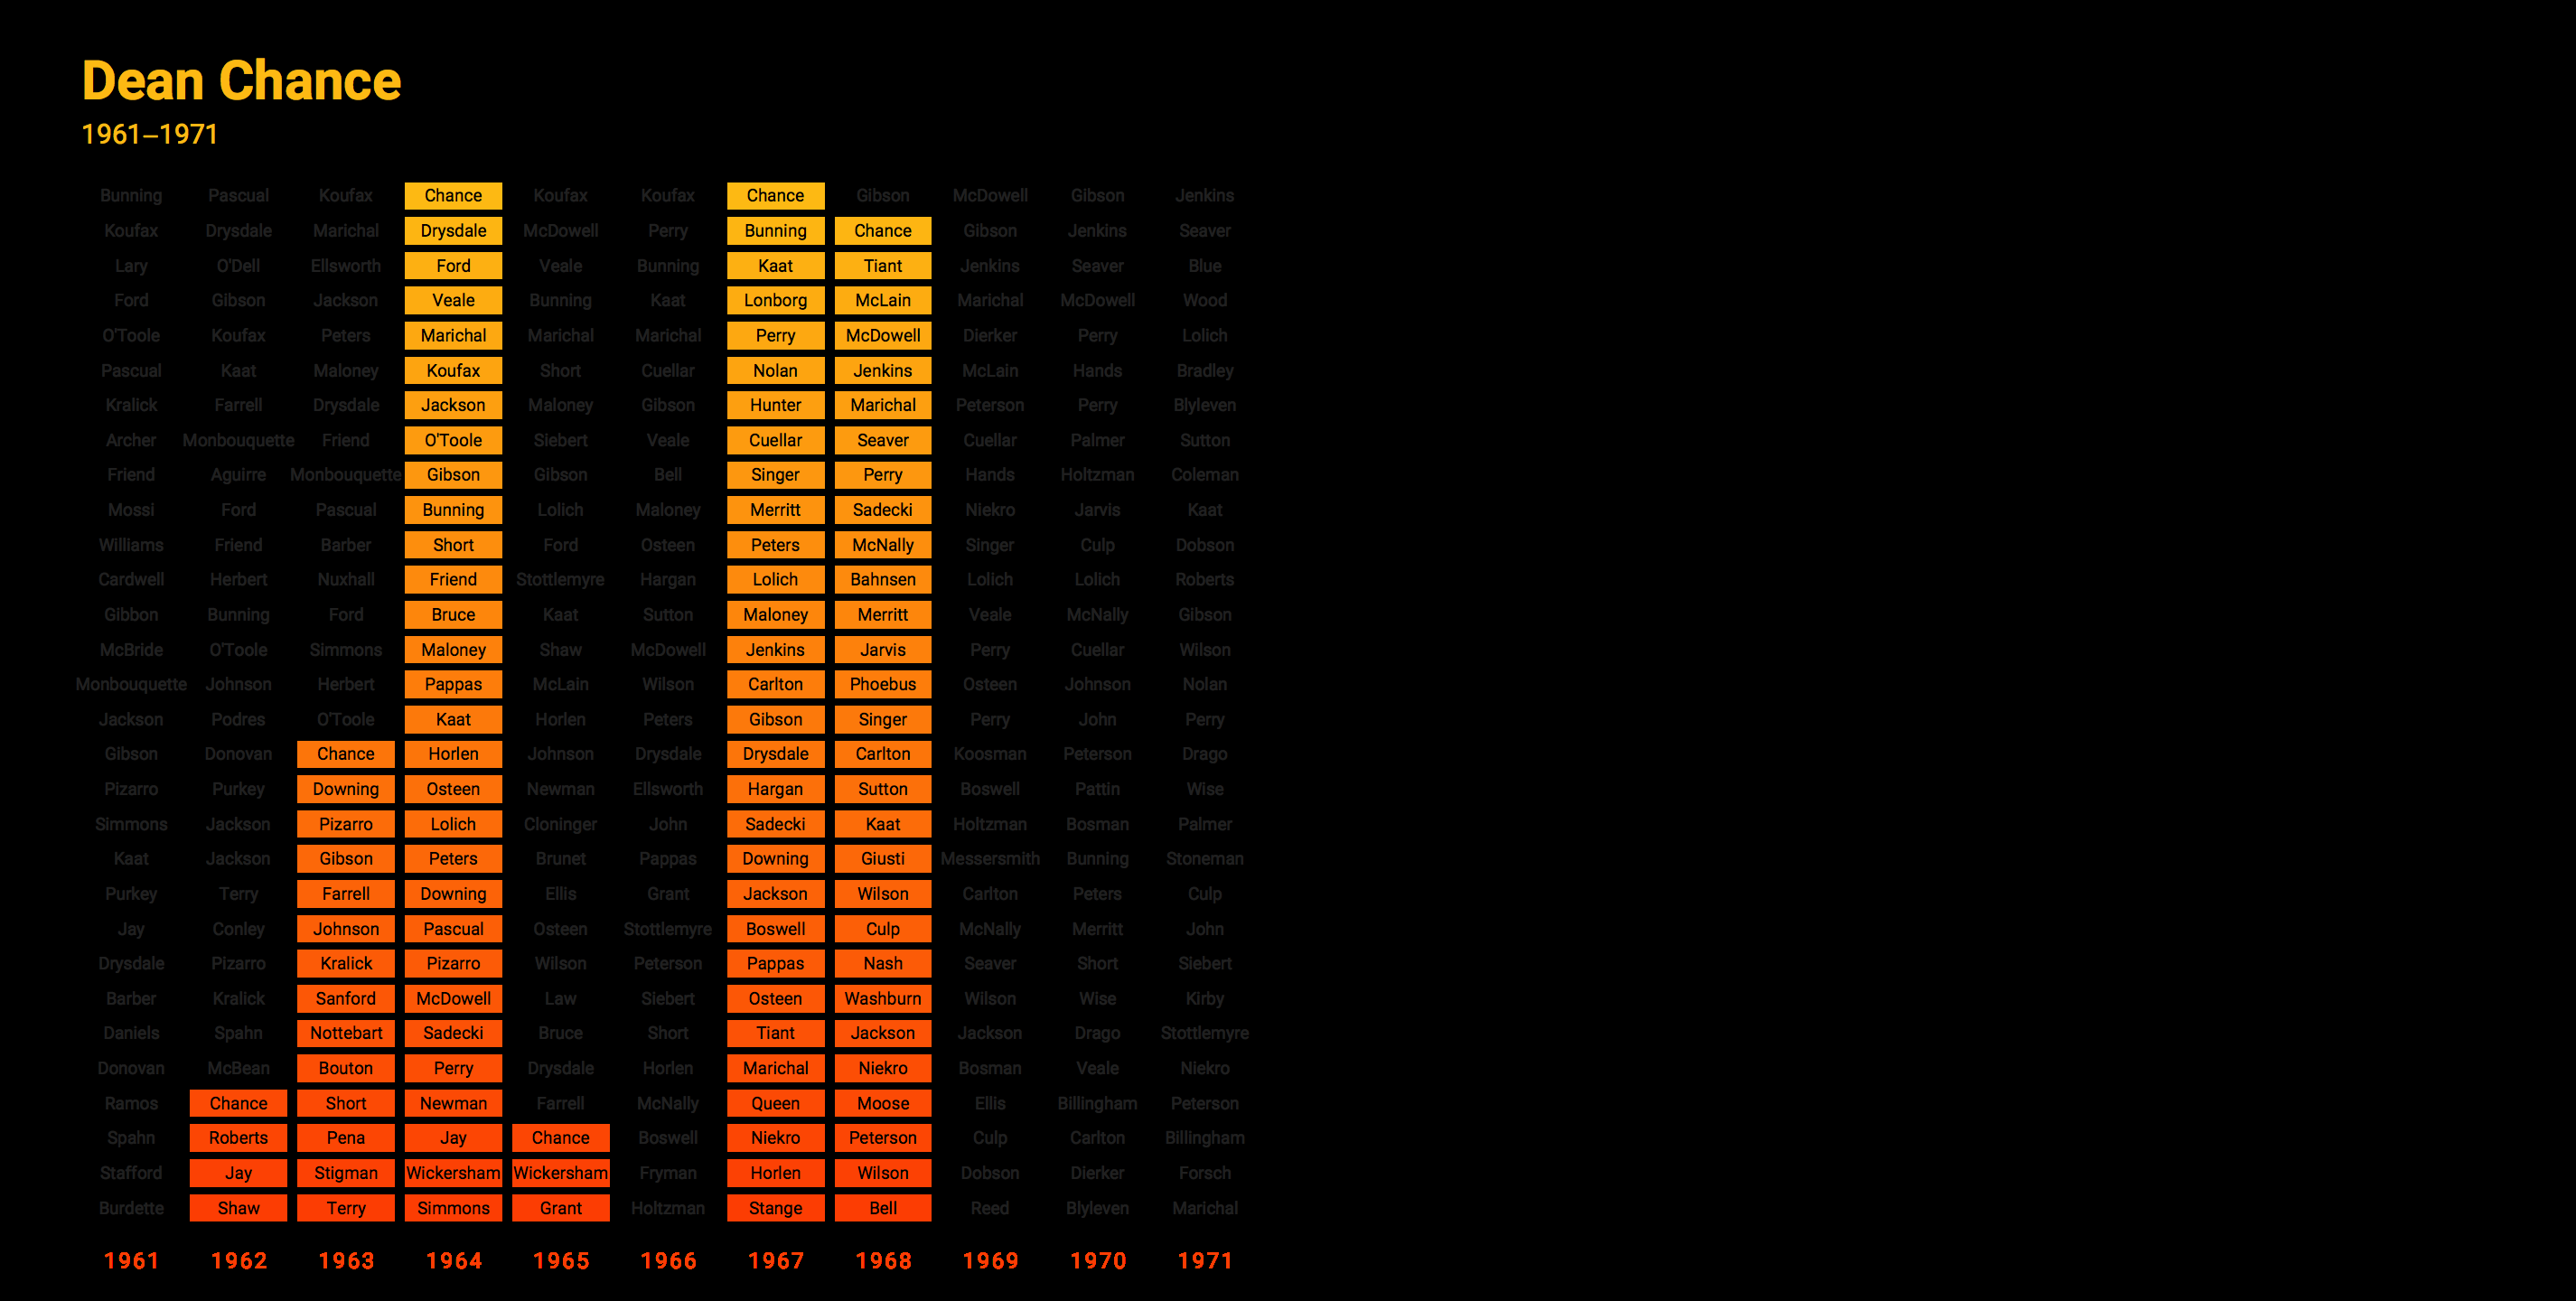 Dean Chance
1961–1971
Bunning Pascual Koufax Chance Koufax Koufax Chance Gibson McDowell Gibson Jenkins
Koufax Drysdale Marichal Drysdale McDowell Perry Bunning Chance Gibson Jenkins Seaver
Lary O'Dell Ellsworth Ford Veale Bunning Kaat Tiant Jenkins Seaver Blue
Ford Gibson Jackson Veale Bunning Kaat Lonborg McLain Marichal McDowell Wood
O'Toole Koufax Peters Marichal Marichal Marichal Perry McDowell Dierker Perry Lolich
Pascual Kaat Maloney Koufax Short Cuellar Nolan Jenkins McLain Hands Bradley
Kralick Farrell Drysdale Jackson Maloney Gibson Hunter Marichal Peterson Perry Blyleven
Archer Monbouquette Friend O'Toole Siebert Veale Cuellar Seaver Cuellar Palmer Sutton
Friend Aguirre Monbouquette Gibson Gibson Bell Singer Perry Hands Holtzman Coleman
Mossi Ford Pascual Bunning Lolich Maloney Merritt Sadecki Niekro Jarvis Kaat
Williams Friend Barber Short Ford Osteen Peters McNally Singer Culp Dobson
Cardwell Herbert Nuxhall Friend Stottlemyre Hargan Lolich Bahnsen Lolich Lolich Roberts
Gibbon Bunning Ford Bruce Kaat Sutton Maloney Merritt Veale McNally Gibson
McBride O'Toole Simmons Maloney Shaw McDowell Jenkins Jarvis Perry Cuellar Wilson
Monbouquette Johnson Herbert Pappas McLain Wilson Carlton Phoebus Osteen Johnson Nolan
Jackson Podres O'Toole Kaat Horlen Peters Gibson Singer Perry John Perry
Gibson Donovan Chance Horlen Johnson Drysdale Drysdale Carlton Koosman Peterson Drago
Pizarro Purkey Downing Osteen Newman Ellsworth Hargan Sutton Boswell Pattin Wise
Simmons Jackson Pizarro Lolich Cloninger John Sadecki Kaat Holtzman Bosman Palmer
Kaat Jackson Gibson Peters Brunet Pappas Downing Giusti Messersmith Bunning Stoneman
Purkey Terry Farrell Downing Ellis Grant Jackson Wilson Carlton Peters Culp
Jay Conley Johnson Pascual Osteen Stottlemyre Boswell Culp McNally Merritt John
Drysdale Pizarro Kralick Pizarro Wilson Peterson Pappas Nash Seaver Short Siebert
Barber Kralick Sanford McDowell Law Siebert Osteen Washburn Wilson Wise Kirby
Daniels Spahn Nottebart Sadecki Bruce Short Tiant Jackson Jackson Drago Stottlemyre
Donovan McBean Bouton Perry Drysdale Horlen Marichal Niekro Bosman Veale Niekro
Ramos Chance Short Newman Farrell McNally Queen Moose Ellis Billingham Peterson
Spahn Roberts Pena Jay Chance Boswell Niekro Peterson Culp Carlton Billingham
Stafford Jay Stigman Wickersham Wickersham Fryman Horlen Wilson Dobson Dierker Forsch
Burdette Shaw Terry Simmons Grant Holtzman Stange Bell Reed Blyleven Marichal
1961 1962 1963 1964 1965 1966 1967 1968 1969 1970 1971